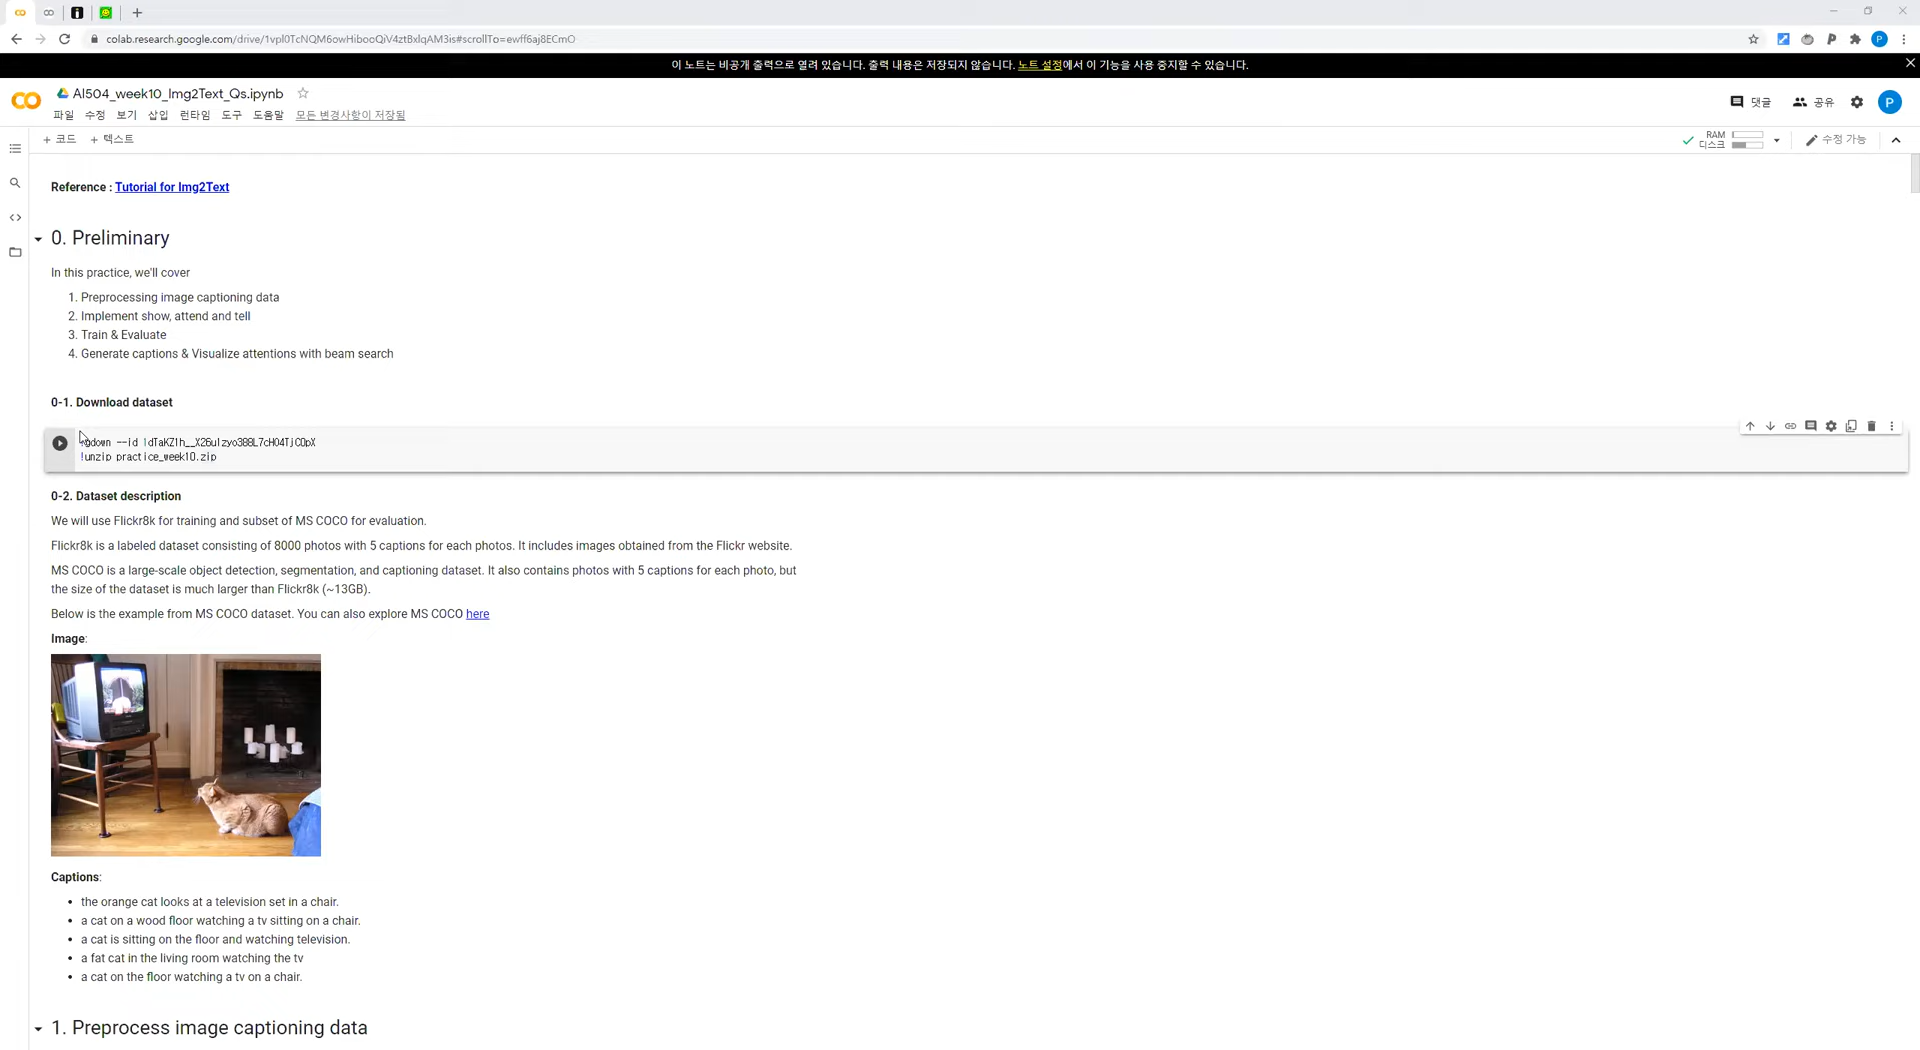 colab.research.google.com/drive/1vpl0TcNQM6owHibooQiV4ztBxlqAM3is#scrollTo=ewff6aj8ECmO
이 노트는 비공개 출력으로 열려 있습니다. 출력 내용은 저장되지 않습니다. 노트 설정에서 이 기능을 사용 중지할 수 있습니다.
AI504_week10_Img2Text_Qs.ipynb
댓글 공유 P
파일 수정 보기 삽입 런타임 도구 도움말 모든 변경사항이 저장됨
+ 코드 + 텍스트
RAM
디스크
수정 가능
Reference : Tutorial for Img2Text
0. Preliminary
In this practice, we'll cover
1. Preprocessing image captioning data
2. Implement show, attend and tell
3. Train & Evaluate
4. Generate captions & Visualize attentions with beam search
0-1. Download dataset
!gdown --id
!unzip practice_week10.zip
0-2. Dataset description
We will use Flickr8k for training and subset of MS COCO for evaluation.
Flickr8k is a labeled dataset consisting of 8000 photos with 5 captions for each photos. It includes images obtained from the Flickr website.
MS COCO is a large-scale object detection, segmentation, and captioning dataset. It also contains photos with 5 captions for each photo, but
the size of the dataset is much larger than Flickr8k (~13GB).
Below is the example from MS COCO dataset. You can also explore MS COCO here
Image:
Captions:
• the orange cat looks at a television set in a chair.
• a cat on a wood floor watching a tv sitting on a chair.
• a cat is sitting on the floor and watching television.
• a fat cat in the living room watching the tv
• a cat on the floor watching a tv on a chair.
1. Preprocess image captioning data